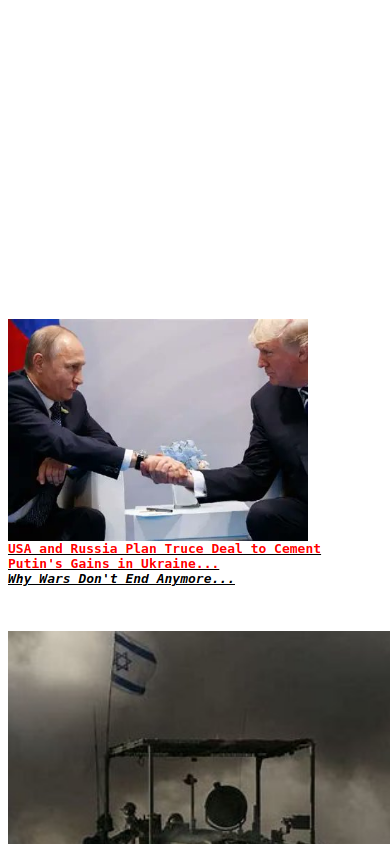 USA and Russia Plan Truce Deal to Cement
Putin's Gains in Ukraine...
Why Wars Don't End Anymore...